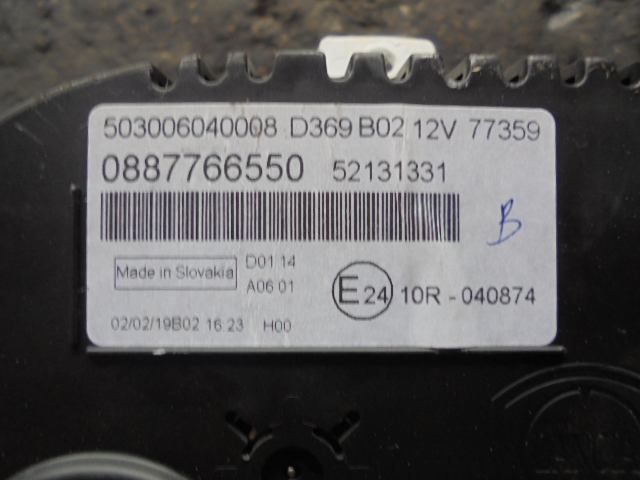 503006040008 D369 B02 12V 77359
0887766550 52131331
B
Made in Slovakia
D01 14
A06 01
E24 10R - 040874
02/02/19B02 16 23 H00